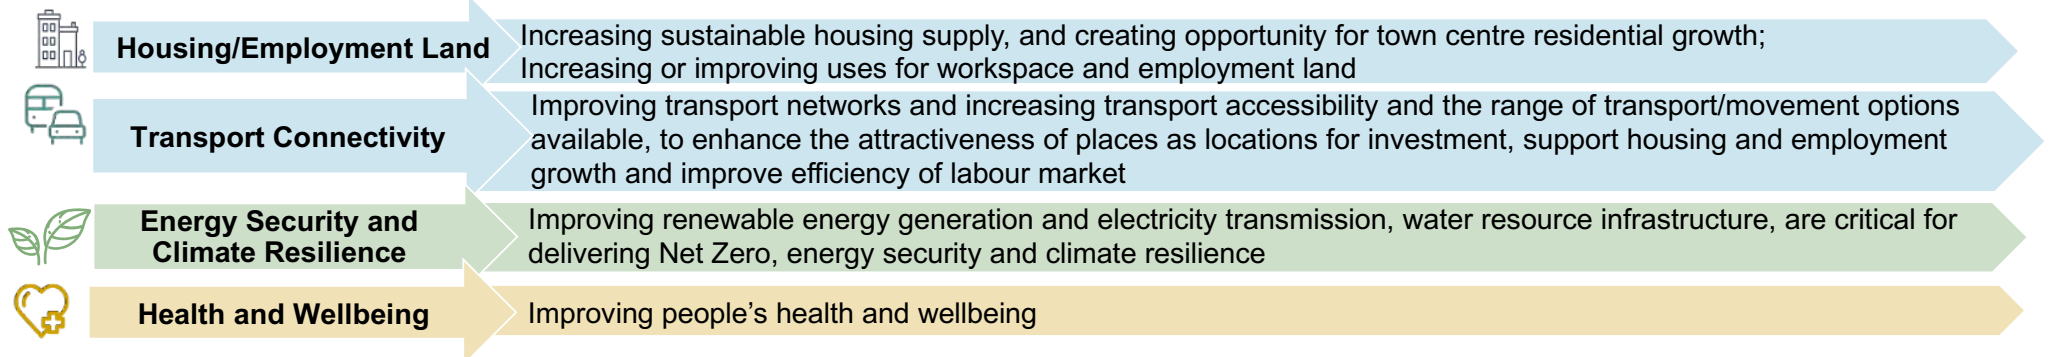 Housing/Employment Land
Increasing sustainable housing supply, and creating opportunity for town centre residential growth;
Increasing or improving uses for workspace and employment land
Transport Connectivity
Improving transport networks and increasing transport accessibility and the range of transport/movement options
available, to enhance the attractiveness of places as locations for investment, support housing and employment
growth and improve efficiency of labour market
Energy Security and
Climate Resilience
Improving renewable energy generation and electricity transmission, water resource infrastructure, are critical for
delivering Net Zero, energy security and climate resilience
Health and Wellbeing
Improving people’s health and wellbeing